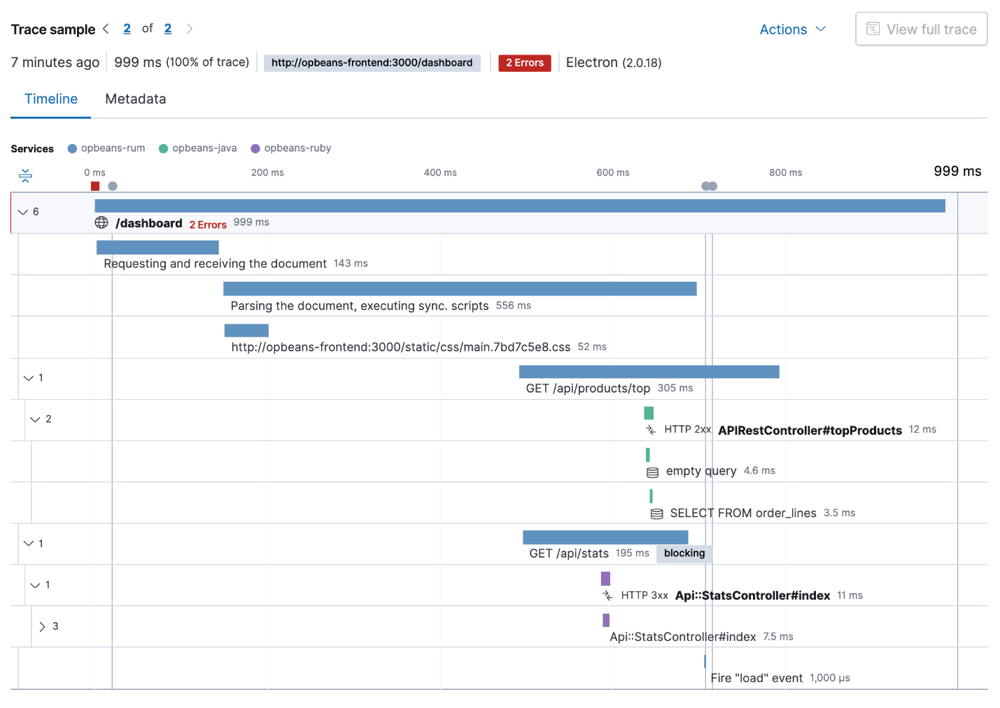 Trace sample 2 of 2 Actions View full trace
7 minutes ago 999 ms (100% of trace) http://opbeans-frontend:3000/dashboard 2 Errors Electron (2.0.18)
Timeline Metadata
Services opbeans-rum opbeans-java opbeans-ruby
0 ms 200 ms 400 ms 600 ms 800 ms 999 ms
6
/dashboard 2 Errors 999 ms
Requesting and receiving the document 143 ms
Parsing the document, executing sync. scripts 556 ms
http://opbeans-frontend:3000/static/css/main.7bd7c5e8.css 52 ms
1
GET /api/products/top 305 ms
2
HTTP 2xx APIRestController#topProducts 12 ms
empty query 4.6 ms
SELECT FROM order_lines 3.5 ms
1
GET /api/stats 195 ms blocking
1
HTTP 3xx Api::StatsController#index 11 ms
3
Api::StatsController#index 7.5 ms
Fire "load" event 1,000 μs